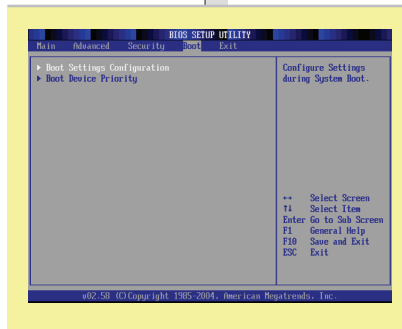 BIOS SETUP UTILITY
Main Advanced Security Boot Exit
▶ Boot Settings Configuration
▶ Boot Device Priority
Configure Settings
during System Boot.
↔ Select Screen
↑↓ Select Item
Enter Go to Sub Screen
F1 General Help
F10 Save and Exit
ESC Exit
v02.58 (C)Copyright 1985-2004, American Megatrends, Inc.